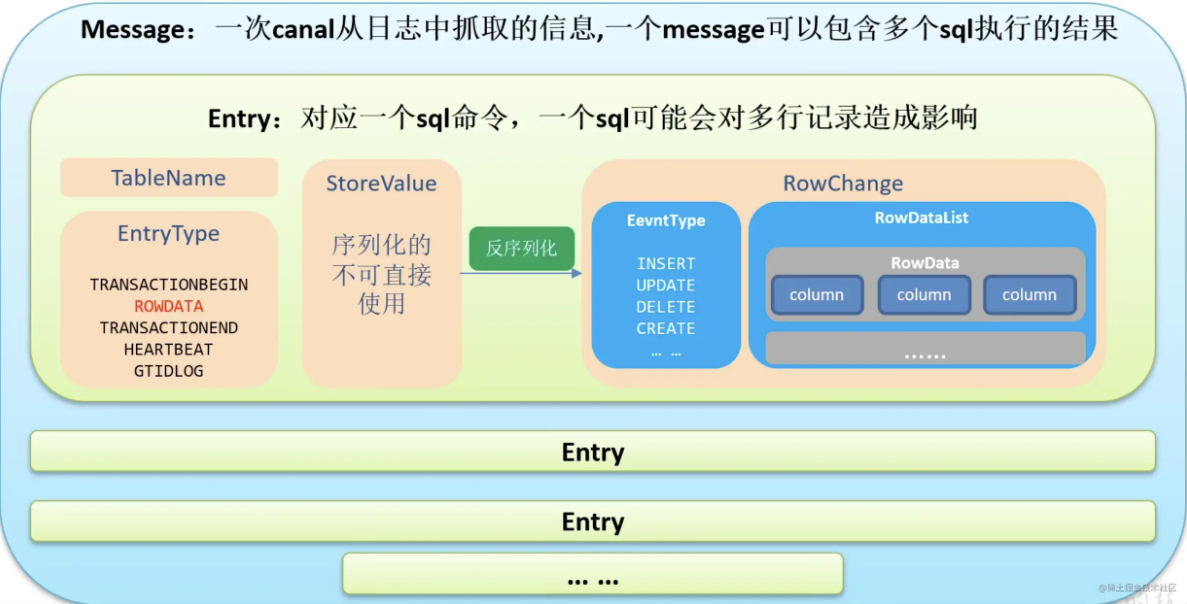 Message：一次canal从日志中抓取的信息,一个message可以包含多个sql执行的结果
Entry：对应一个sql命令，一个sql可能会对多行记录造成影响
TableName
EntryType
TRANSACTIONBEGIN
ROWDATA
TRANSACTIONEND
HEARTBEAT
GTIDLOG
StoreValue
序列化的
不可直接
使用
反序列化
RowChange
EevntType
INSERT
UPDATE
DELETE
CREATE
… …
RowDataList
RowData
column
column
column
……
Entry
Entry
… …
@稀土掘金技术社区